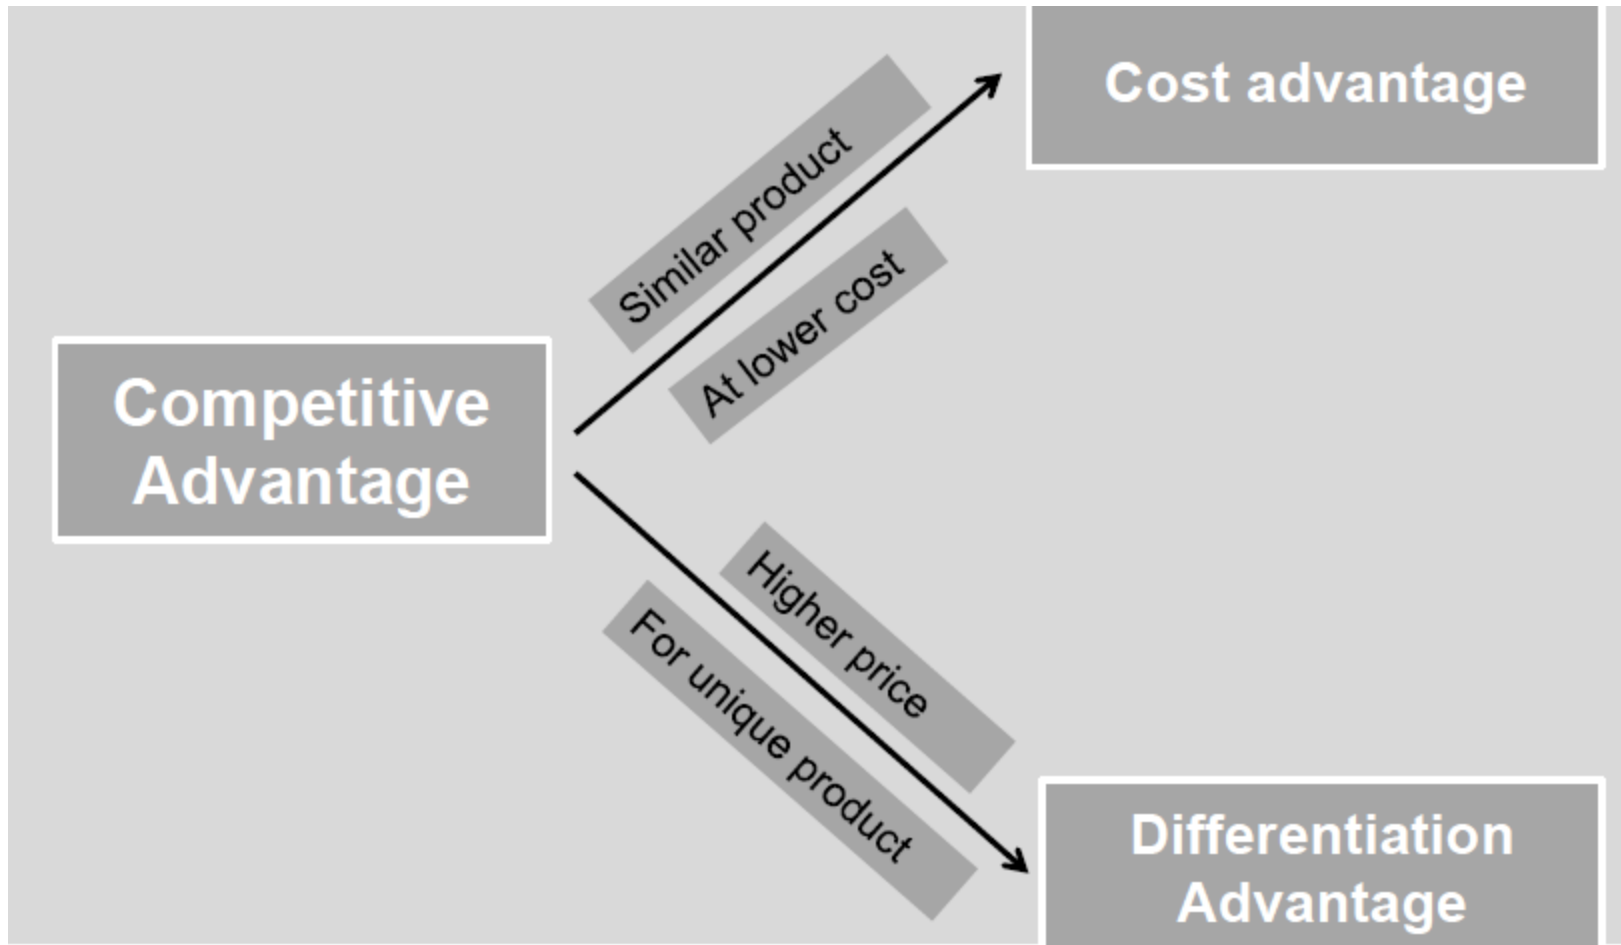 Cost advantage
Similar product
At lower cost
Competitive
Advantage
Higher price
For unique product
Differentiation
Advantage